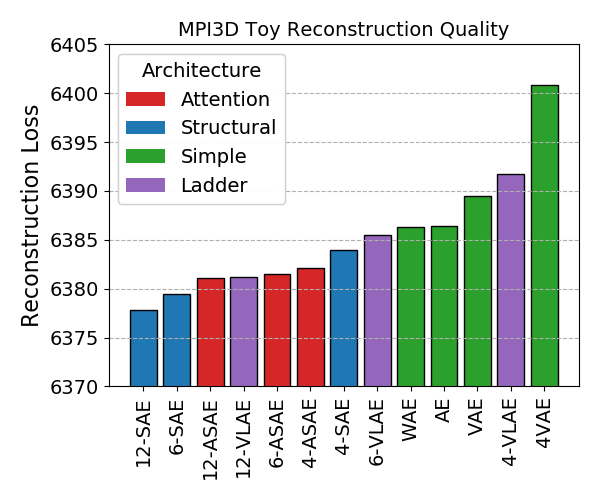 MPI3D Toy Reconstruction Quality
Reconstruction Loss
6405
6400
6395
6390
6385
6380
6375
6370
Architecture
Attention
Structural
Simple
Ladder
12-SAE
6-SAE
12-ASAE
12-VLAE
6-ASAE
4-ASAE
4-SAE
6-VLAE
WAE
AE
VAE
4-VLAE
4VAE